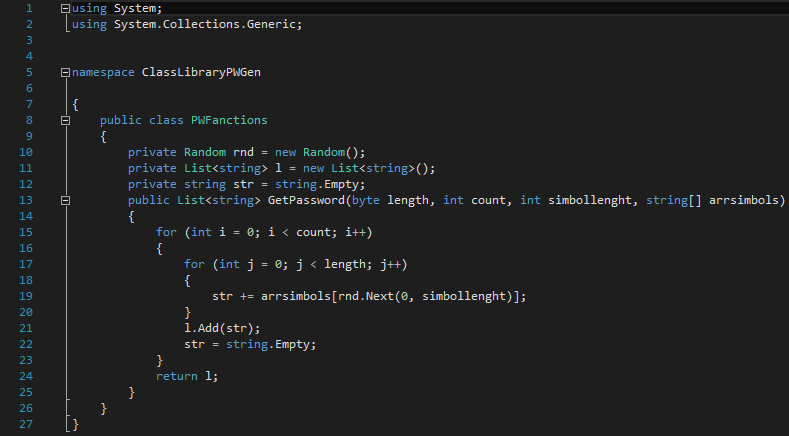 1 using System;
2 using System.Collections.Generic;
3
4
5 namespace ClassLibraryPWGen
6
7 {
8     public class PWFanctions
9     {
10         private Random rnd = new Random();
11         private List<string> l = new List<string>();
12         private string str = string.Empty;
13         public List<string> GetPassword(byte length, int count, int simbollenght, string[] arrsimbols)
14         {
15             for (int i = 0; i < count; i++)
16             {
17                 for (int j = 0; j < length; j++)
18                 {
19                     str += arrsimbols[rnd.Next(0, simbollenght)];
20                 }
21                 l.Add(str);
22                 str = string.Empty;
23             }
24             return l;
25         }
26     }
27 }